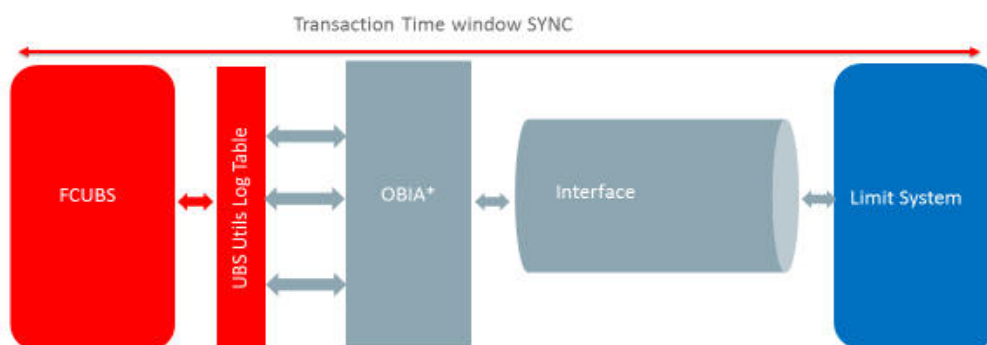 Transaction Time window SYNC
FCUBS
UBS Utils Log Table
OBIA*
Interface
Limit System